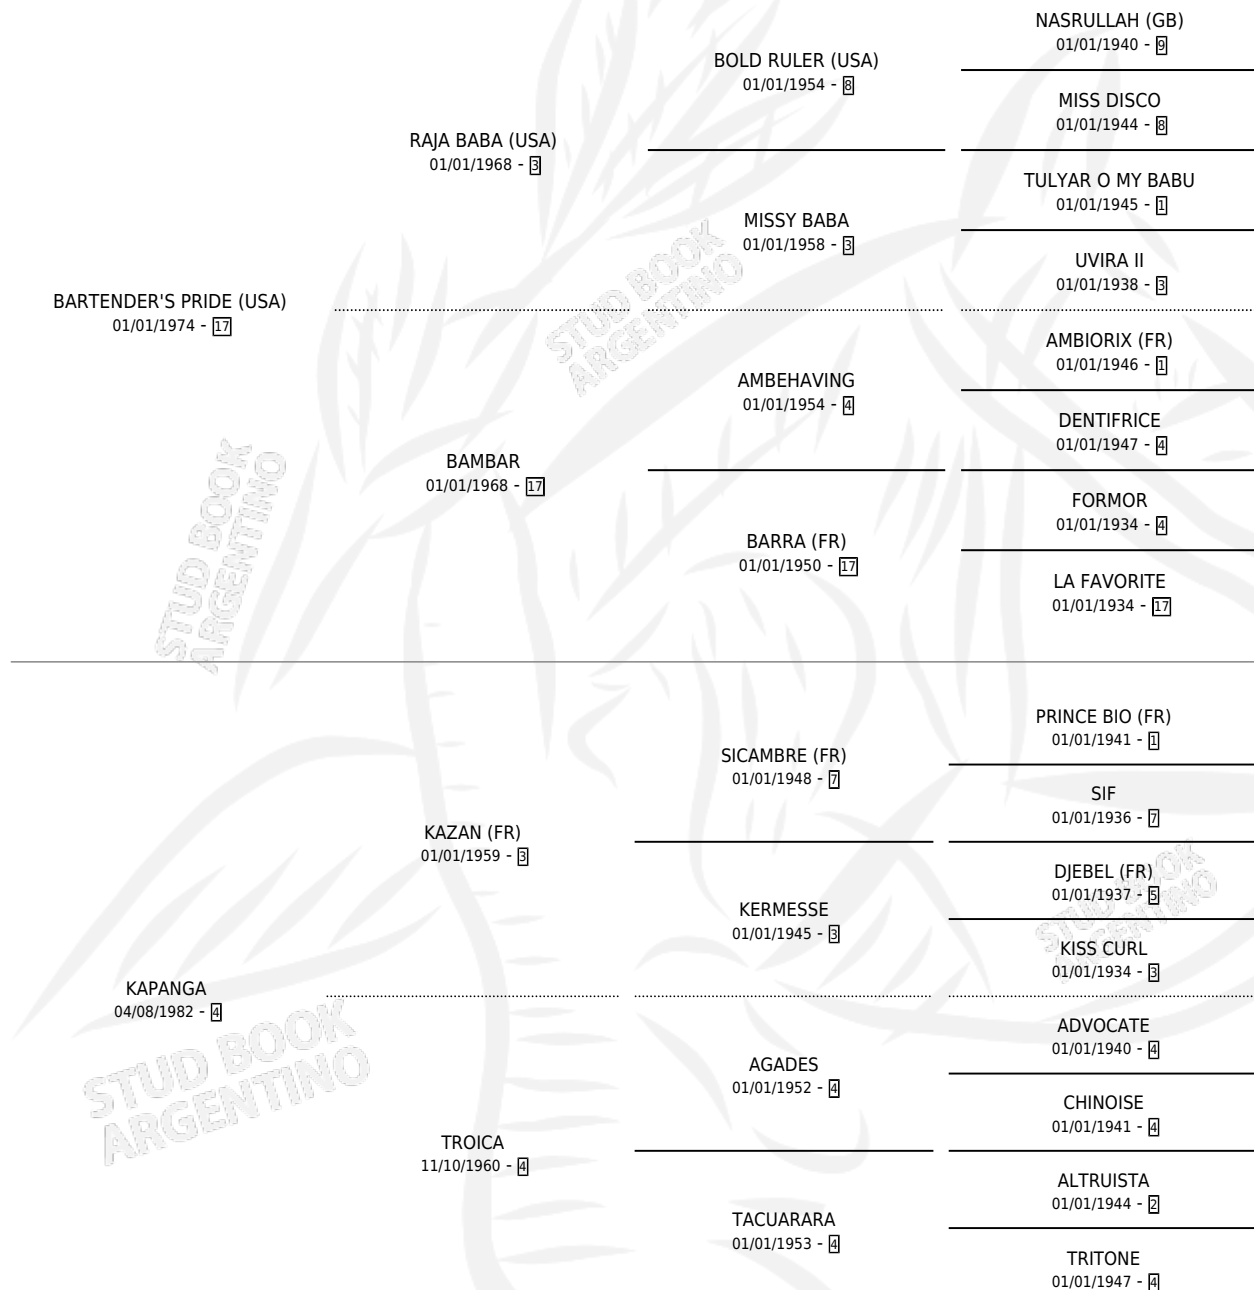 NASRULLAH (GB)
01/01/1940 - 9
BOLD RULER (USA)
01/01/1954 - 8
MISS DISCO
01/01/1944 - 8
RAJA BABA (USA)
01/01/1968 - 3
TULYAR O MY BABU
01/01/1945 - 1
MISSY BABA
01/01/1958 - 3
UVIRA II
01/01/1938 - 3
BARTENDER'S PRIDE (USA)
01/01/1974 - 17
AMBIORIX (FR)
01/01/1946 - 1
AMBEHAVING
01/01/1954 - 4
DENTIFRICE
01/01/1947 - 4
BAMBAR
01/01/1968 - 17
FORMOR
01/01/1934 - 4
BARRA (FR)
01/01/1950 - 17
LA FAVORITE
01/01/1934 - 17
PRINCE BIO (FR)
01/01/1941 - 1
SICAMBRE (FR)
01/01/1948 - 7
SIF
01/01/1936 - 7
KAZAN (FR)
01/01/1959 - 3
DJEBEL (FR)
01/01/1937 - 5
KERMESSE
01/01/1945 - 3
KISS CURL
01/01/1934 - 3
KAPANGA
04/08/1982 - 4
ADVOCATE
01/01/1940 - 4
AGADES
01/01/1952 - 4
CHINOISE
01/01/1941 - 4
TROICA
11/10/1960 - 4
ALTRUISTA
01/01/1944 - 2
TACUARARA
01/01/1953 - 4
TRITONE
01/01/1947 - 4
STUD BOOK
ARGENTINO
STUD BOOK
ARGENTINO
STUD BOOK
ARGENTINO
STUD BOOK
ARGENTINO